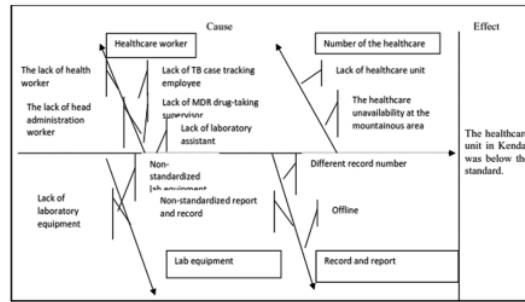 Cause
Effect
Healthcare worker
Number of the healthcare
The lack of health
worker
Lack of TB case tracking
employee
Lack of healthcare unit
The lack of head
administration worker
Lack of MDR drug-taking
supervisor
The healthcare
unavailability at the
mountainous area
Lack of laboratory
assistant
The healthcare
unit in Kenda
was below the
standard.
Non-
standardized
lab equipment
Different record number
Lack of
laboratory
equipment
Non-standardized report
and record
Offline
Lab equipment
Record and report